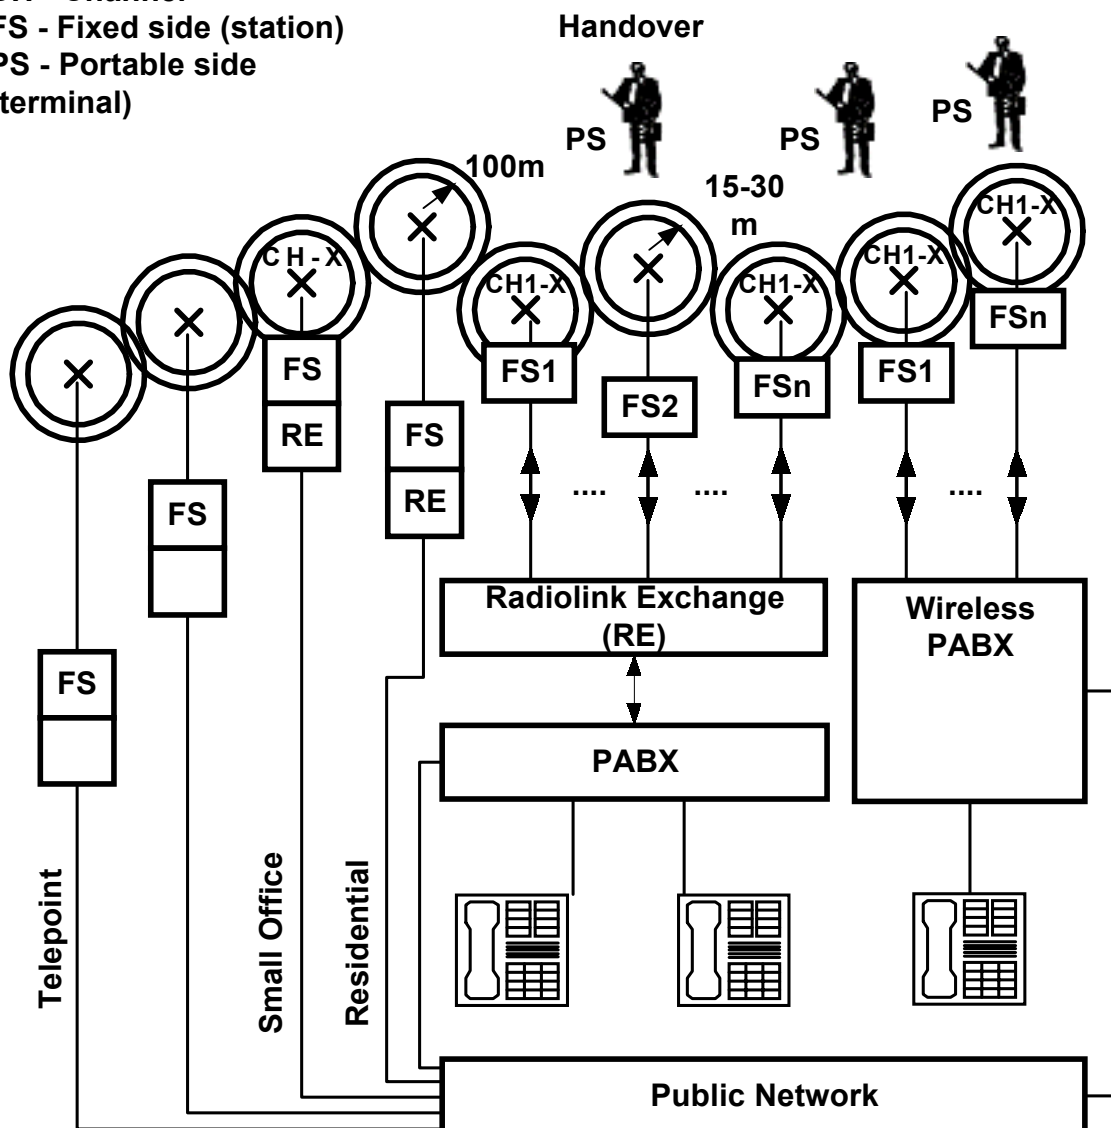 FS - Fixed side (station)
PS - Portable side
terminal)
Handover
PS
PS
PS
100m
15-30
m
CH-X
CH1-X
CH1-X
CH1-X
CH1-X
FS
RE
FS
RE
FS1
FS2
FSn
FS1
FSn
FS
FS
....
....
....
Radiolink Exchange
(RE)
Wireless
PABX
PABX
Telepoint
Small Office
Residential
Public Network